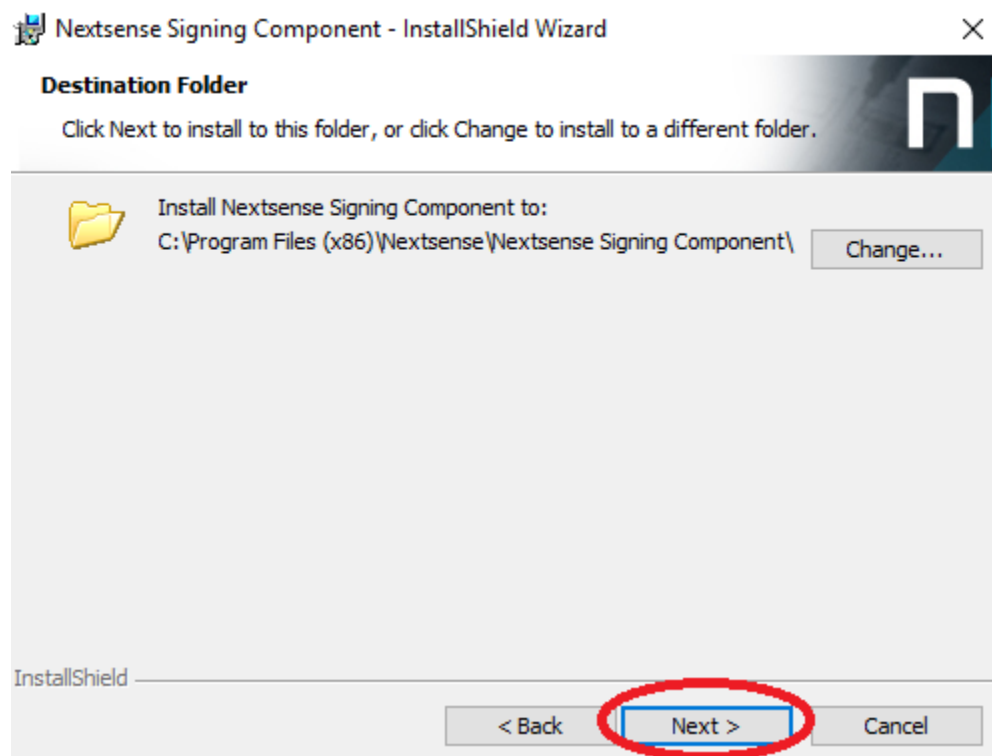 Nextsense Signing Component - InstallShield Wizard
Destination Folder
Click Next to install to this folder, or click Change to install to a different folder.
Install Nextsense Signing Component to:
C:\Program Files (x86)\Nextsense\Nextsense Signing Component\
Change...
InstallShield
< Back
Next >
Cancel